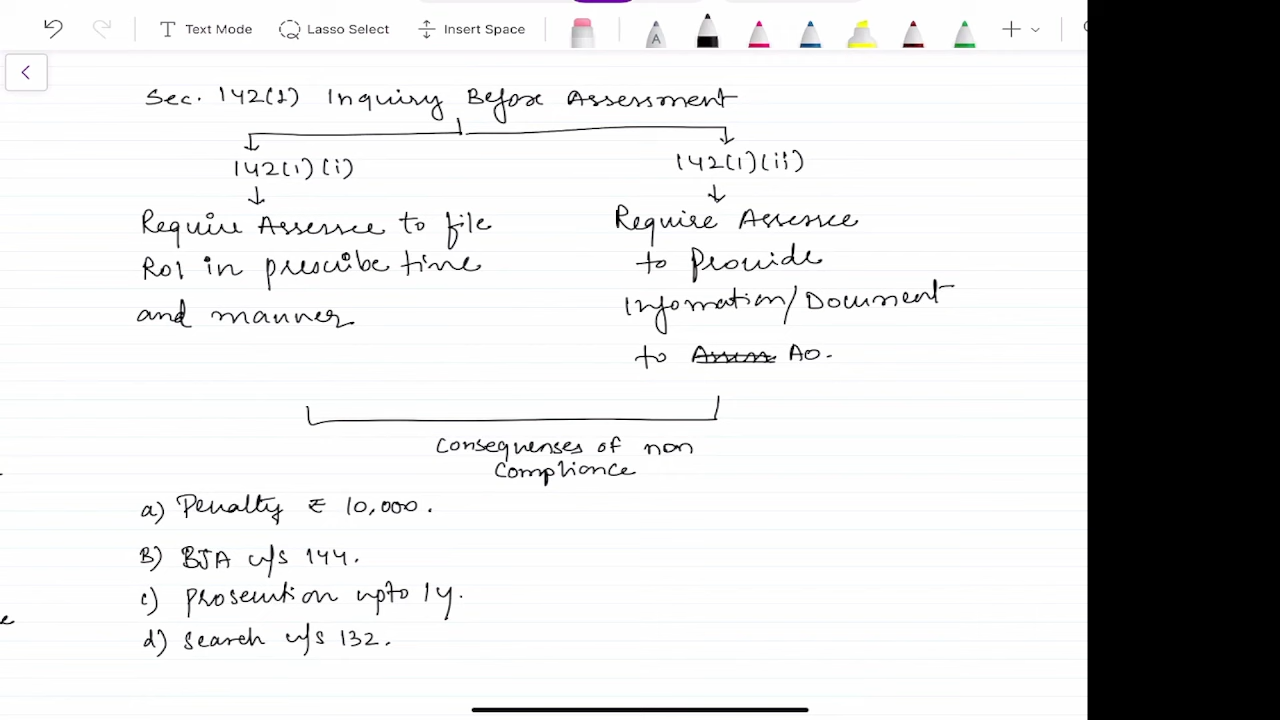 Text Mode Lasso Select Insert Space
A
Sec. 142(1) Inquiry Before Assessment
142(1)(i) 142(1)(ii)
Require Assessee to file Require Assessee
ROI in prescribe time to Provide
and manner Infomation/Document
to AO.
Consequenses of non
Compliance
a) Penalty ₹ 10,000.
B) BJA u/s 144.
c) prosecution upto 1y.
d) Search u/s 132.